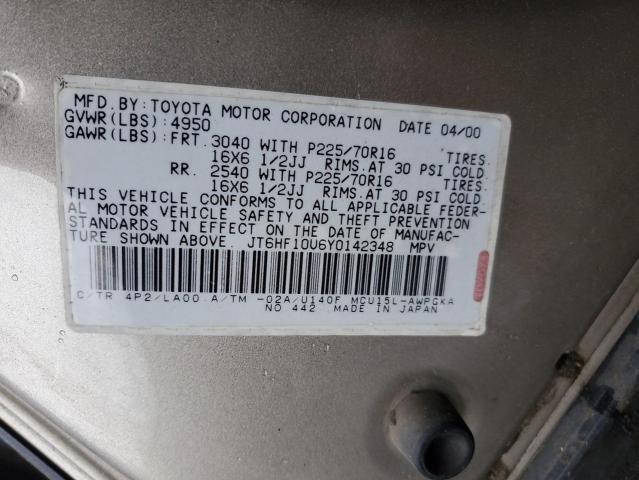 MFD. BY: TOYOTA MOTOR CORPORATION DATE 04/00
GVWR(LBS): 4950
GAWR(LBS): FRT. 3040 WITH P225/70R16 TIRES.
16X6 1/2JJ RIMS. AT 30 PSI COLD.
RR. 2540 WITH P225/70R16 TIRES.
16X6 1/2JJ RIMS. AT 30 PSI COLD.
THIS VEHICLE CONFORMS TO ALL APPLICABLE FEDER-
AL MOTOR VEHICLE SAFETY AND THEFT PREVENTION
STANDARDS IN EFFECT ON THE DATE OF MANUFAC-
TURE SHOWN ABOVE. JT6HF10U6Y0142348 MPV
C/TR 4P2/LA00 A/TM -02A/U140F MCU15L-AWPGKA
NO 442 MADE IN JAPAN